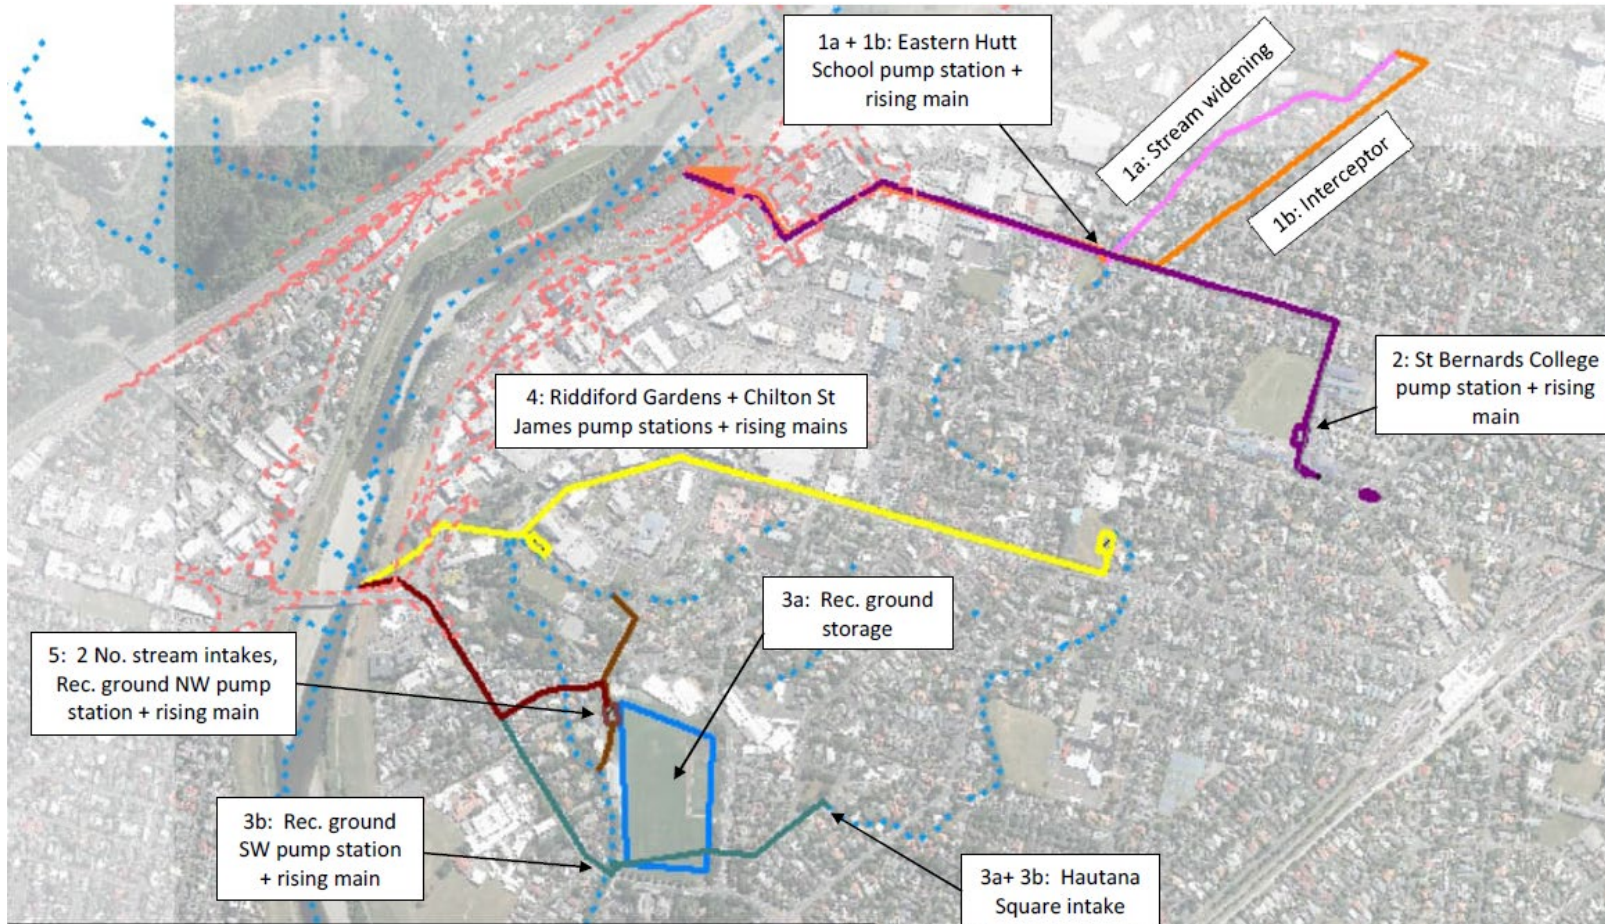 1a + 1b: Eastern Hutt
School pump station +
rising main
1a: Stream widening
1b: Interceptor
2: St Bernards College
pump station + rising
main
4: Riddiford Gardens + Chilton St
James pump stations + rising mains
3a: Rec. ground
storage
5: 2 No. stream intakes,
Rec. ground NW pump
station + rising main
3b: Rec. ground
SW pump station
+ rising main
3a+ 3b: Hautana
Square intake